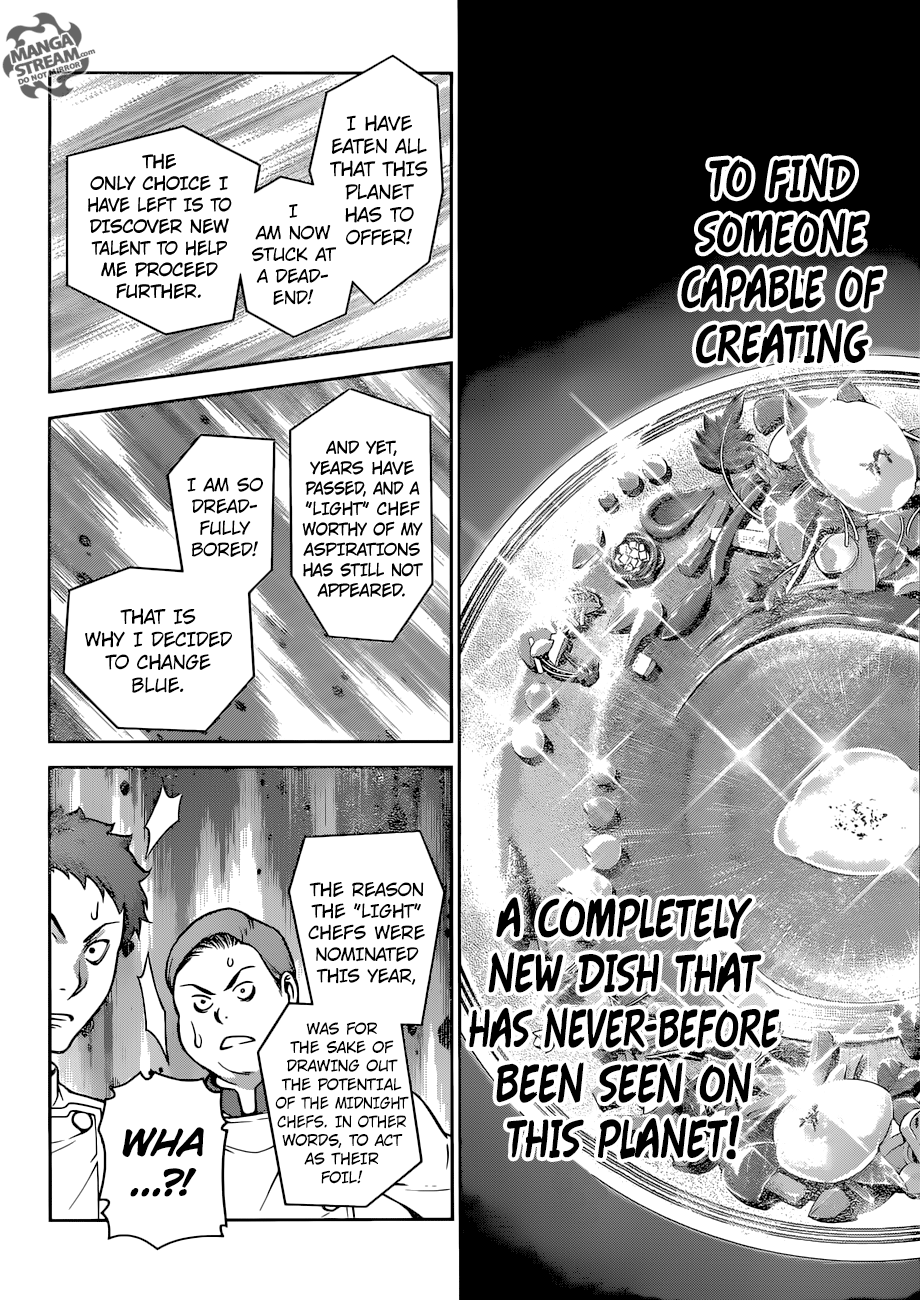 MANGA
STREAM.com
DO NOT MIRROR
TO FIND
SOMEONE
CAPABLE OF
CREATING
A COMPLETELY
NEW DISH THAT
HAS NEVER-BEFORE
BEEN SEEN ON
THIS PLANET!
I HAVE
EATEN ALL
THAT THIS
PLANET
HAS TO
OFFER!
I
AM NOW
STUCK AT
A DEAD-
END!
THE
ONLY CHOICE I
HAVE LEFT IS TO
DISCOVER NEW
TALENT TO HELP
ME PROCEED
FURTHER.
AND YET,
YEARS HAVE
PASSED, AND A
"LIGHT" CHEF
WORTHY OF MY
ASPIRATIONS
HAS STILL NOT
APPEARED.
I AM SO
DREAD-
FULLY
BORED!
THAT IS
WHY I DECIDED
TO CHANGE
BLUE.
THE REASON
THE "LIGHT"
CHEFS WERE
NOMINATED
THIS YEAR,
WAS FOR
THE SAKE OF
DRAWING OUT
THE POTENTIAL
OF THE MIDNIGHT
CHEFS. IN OTHER
WORDS, TO ACT
AS THEIR
FOIL!
WHA
...?!